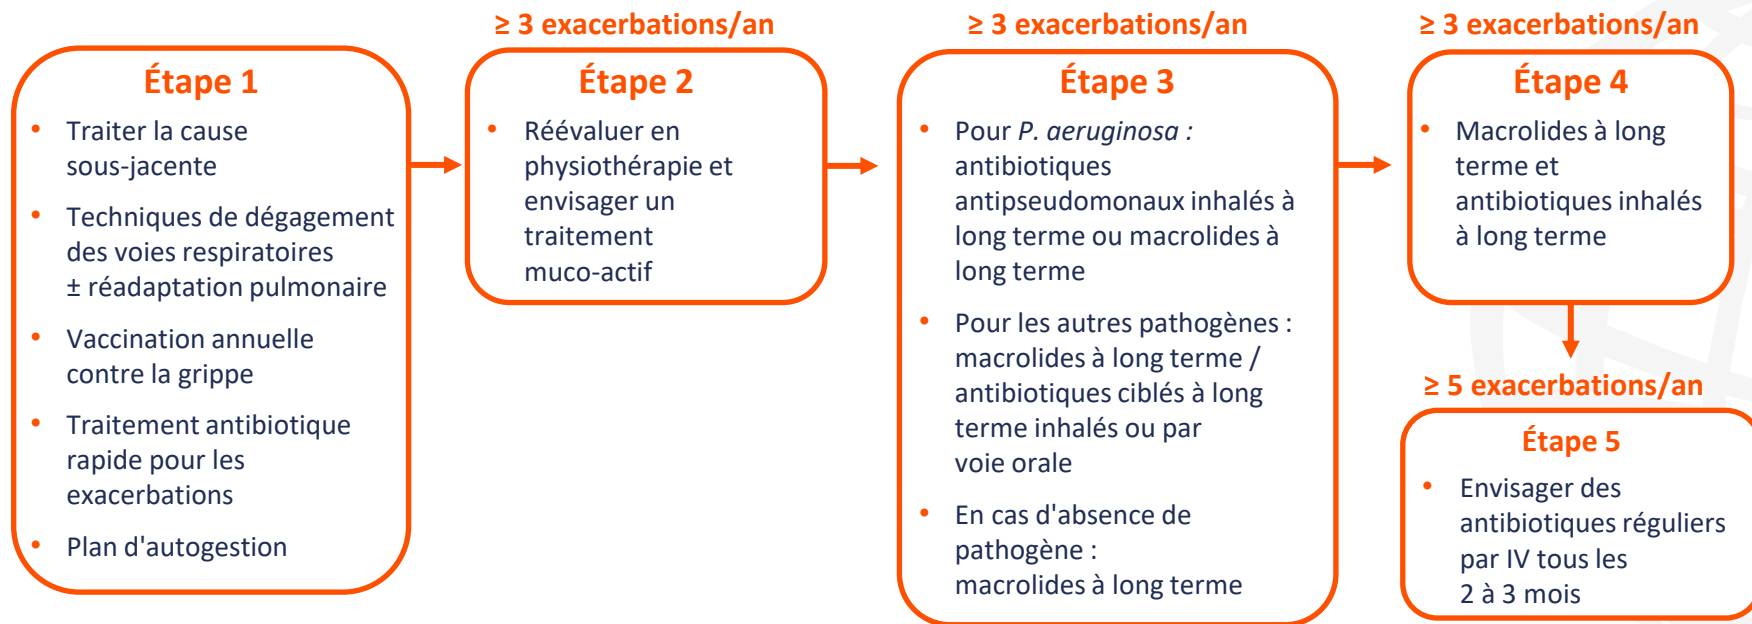 Étape 1
• Traiter la cause
sous-jacente
• Techniques de dégagement
des voies respiratoires
± réadaptation pulmonaire
• Vaccination annuelle
contre la grippe
• Traitement antibiotique
rapide pour les
exacerbations
• Plan d'autogestion
≥ 3 exacerbations/an
Étape 2
• Réévaluer en
physiothérapie et
envisager un
traitement
muco-actif
≥ 3 exacerbations/an
Étape 3
• Pour P. aeruginosa :
antibiotiques
antipseudomonaux inhalés à
long terme ou macrolides à
long terme
• Pour les autres pathogènes :
macrolides à long terme /
antibiotiques ciblés à long
terme inhalés ou par
voie orale
• En cas d'absence de
pathogène :
macrolides à long terme
≥ 3 exacerbations/an
Étape 4
• Macrolides à long
terme et
antibiotiques inhalés
à long terme
≥ 5 exacerbations/an
Étape 5
• Envisager des
antibiotiques réguliers
par IV tous les
2 à 3 mois